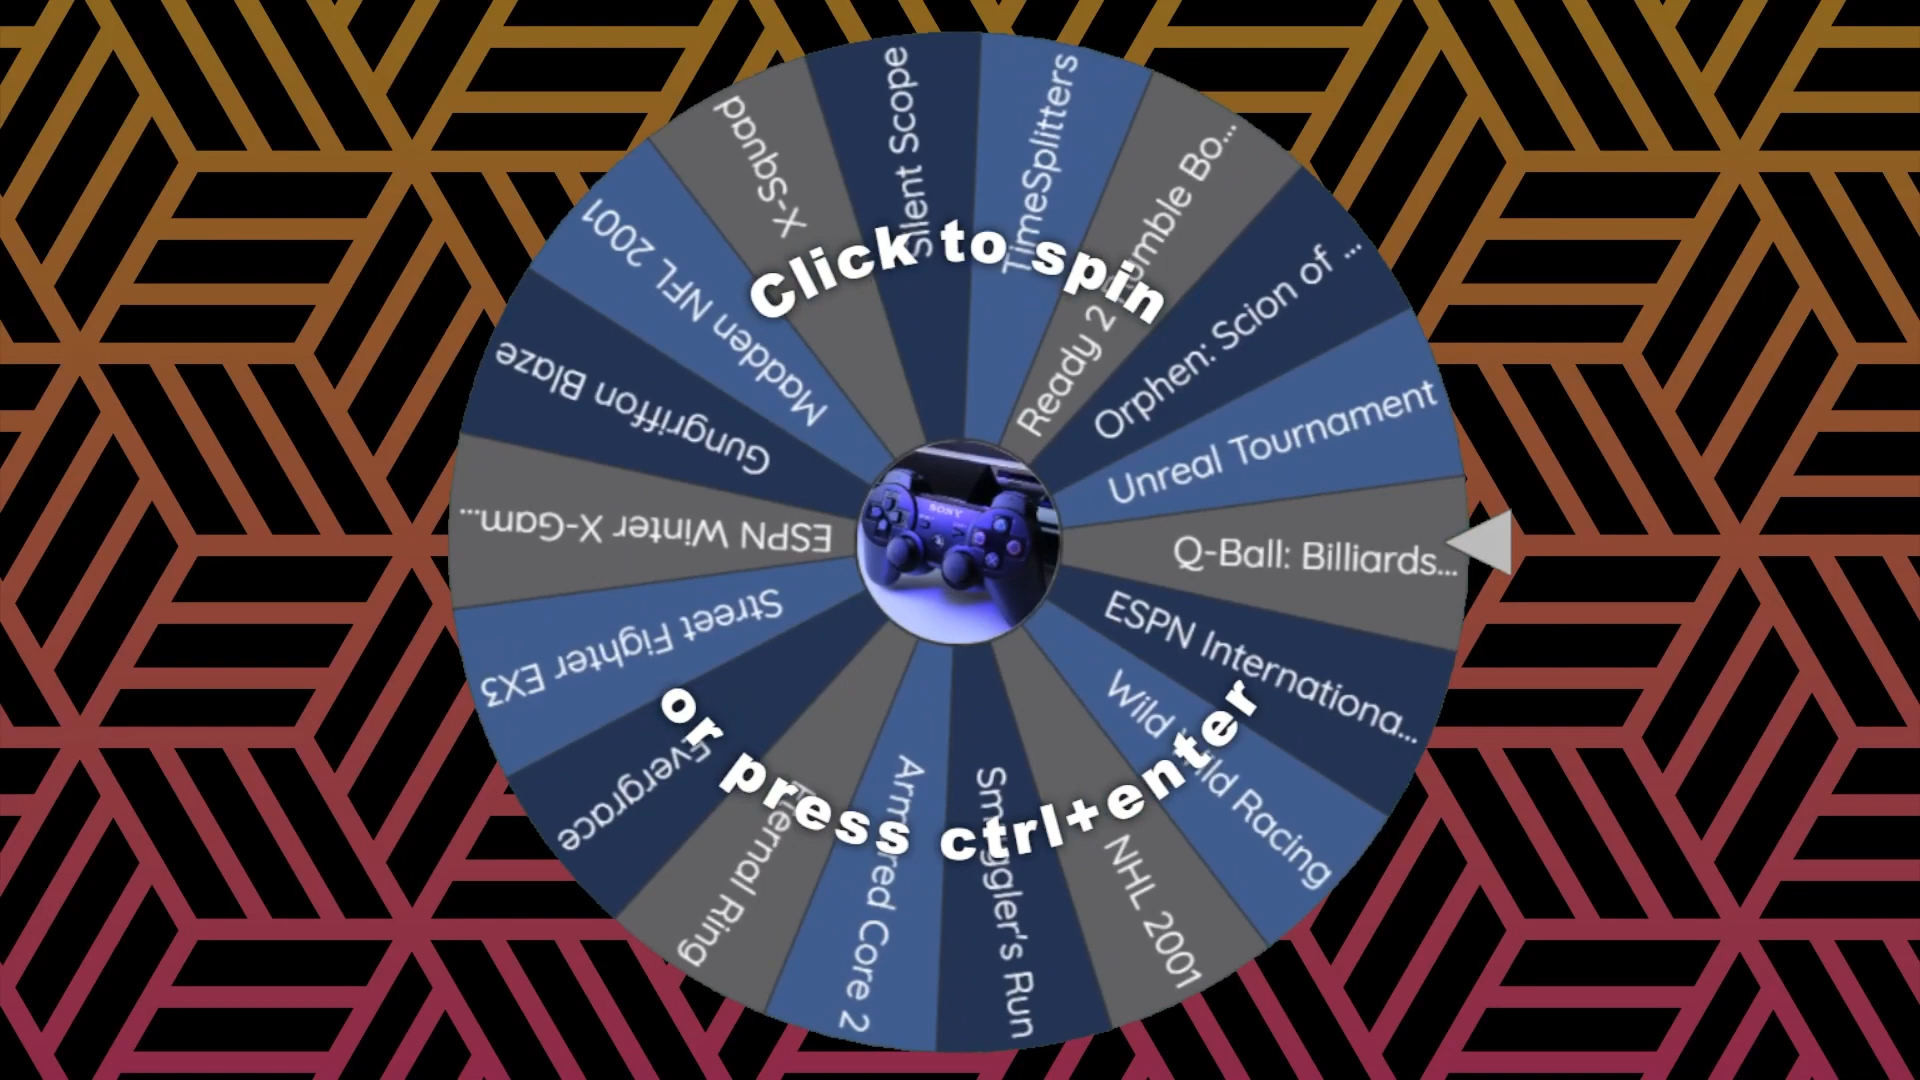 Click to spin
or press ctrl+enter
Silent Scope
TimeSplitters
Ready 2 Rumble Bo...
Orphen: Scion of ...
Unreal Tournament
Q-Ball: Billiards...
ESPN Internationa...
Wild Wild Racing
NHL 2001
Smuggler's Run
Armored Core 2
Eternal Ring
Evergrace
Street Fighter EX3
ESPN Winter X-Gam...
Gungriffon Blaze
Madden NFL 2001
X-Squad
SONY